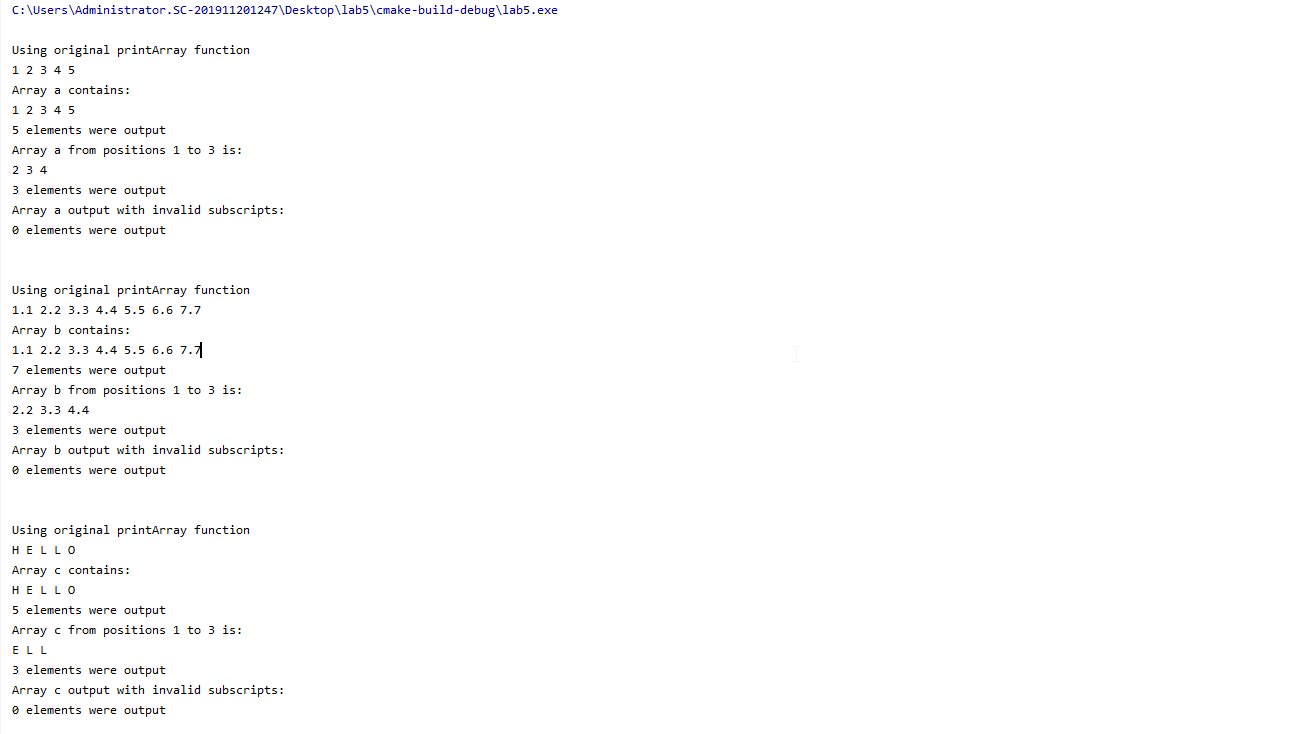 C:\Users\Administrator.SC-201911201247\Desktop\lab5\cmake-build-debug\lab5.exe
Using original printArray function
1 2 3 4 5
Array a contains:
1 2 3 4 5
5 elements were output
Array a from positions 1 to 3 is:
2 3 4
3 elements were output
Array a output with invalid subscripts:
0 elements were output
Using original printArray function
1.1 2.2 3.3 4.4 5.5 6.6 7.7
Array b contains:
1.1 2.2 3.3 4.4 5.5 6.6 7.7
7 elements were output
Array b from positions 1 to 3 is:
2.2 3.3 4.4
3 elements were output
Array b output with invalid subscripts:
0 elements were output
Using original printArray function
H E L L O
Array c contains:
H E L L O
5 elements were output
Array c from positions 1 to 3 is:
E L L
3 elements were output
Array c output with invalid subscripts:
0 elements were output